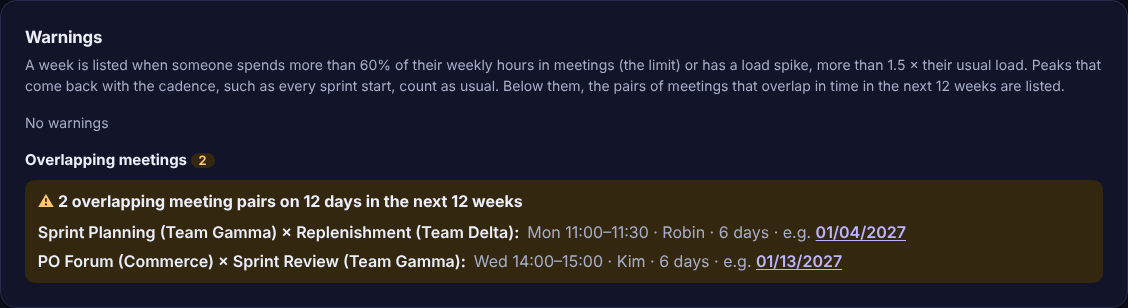 Warnings
A week is listed when someone spends more than 60% of their weekly hours in meetings (the limit) or has a load spike, more than 1.5 × their usual load. Peaks that
come back with the cadence, such as every sprint start, count as usual. Below them, the pairs of meetings that overlap in time in the next 12 weeks are listed.
No warnings
Overlapping meetings 2
⚠ 2 overlapping meeting pairs on 12 days in the next 12 weeks
Sprint Planning (Team Gamma) × Replenishment (Team Delta): Mon 11:00–11:30 · Robin · 6 days · e.g. 01/04/2027
PO Forum (Commerce) × Sprint Review (Team Gamma): Wed 14:00–15:00 · Kim · 6 days · e.g. 01/13/2027